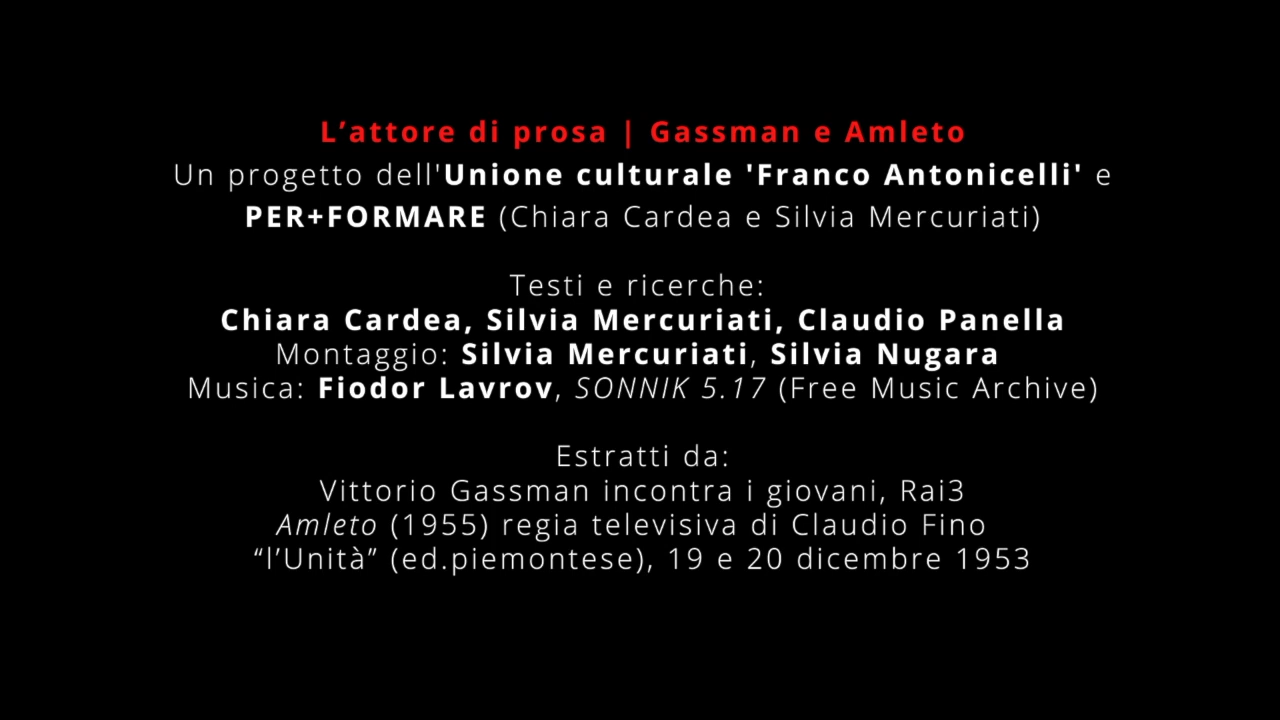 L’attore di prosa | Gassman e Amleto
Un progetto dell'Unione culturale 'Franco Antonicelli' e
PER+FORMARE (Chiara Cardea e Silvia Mercuriati)
Testi e ricerche:
Chiara Cardea, Silvia Mercuriati, Claudio Panella
Montaggio: Silvia Mercuriati, Silvia Nugara
Musica: Fiodor Lavrov, SONNIK 5.17 (Free Music Archive)
Estratti da:
Vittorio Gassman incontra i giovani, Rai3
Amleto (1955) regia televisiva di Claudio Fino
“l’Unità” (ed.piemontese), 19 e 20 dicembre 1953